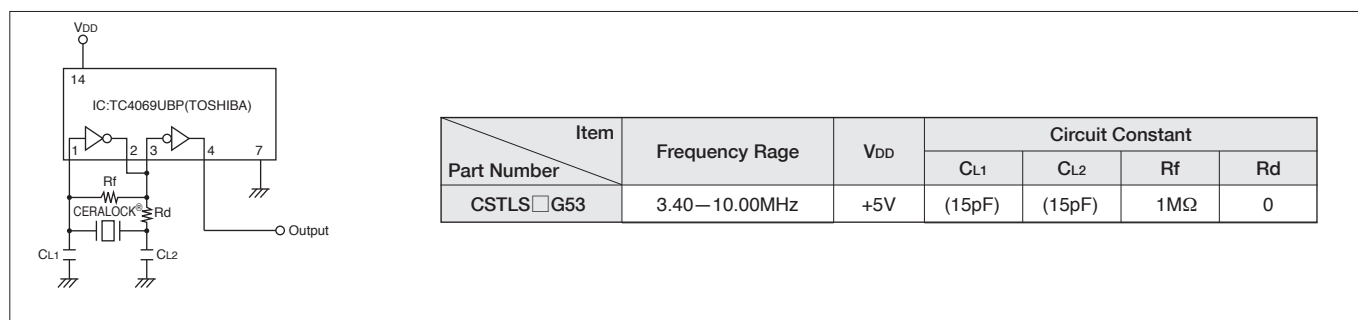 VDD
14
IC:TC4069UBP(TOSHIBA)
1 2 3 4 7
Rf
CERALOCK® Rd
Output
CL1 CL2
Item
Part Number
Frequency Rage
VDD
Circuit Constant
CL1 CL2 Rf Rd
CSTLS□G53 3.40—10.00MHz +5V (15pF) (15pF) 1MΩ 0